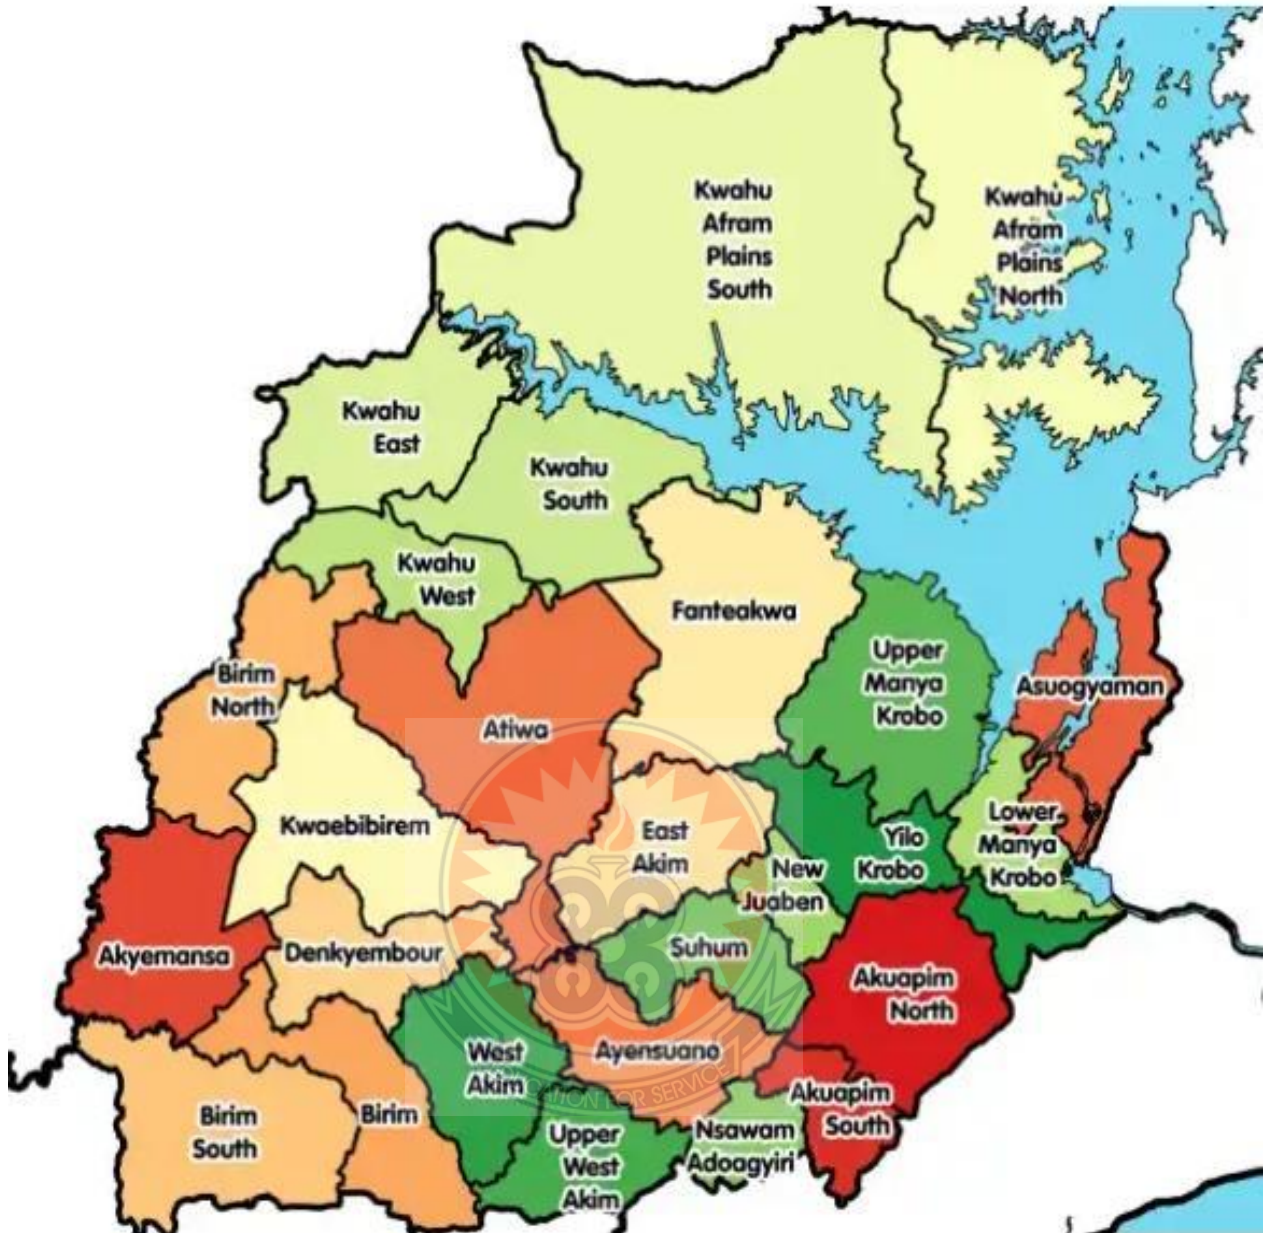 Kwahu
Afram
Plains
South
Kwahu
Afram
Plains
North
Kwahu
East
Kwahu
South
Kwahu
West
Fanteakwa
Upper
Manya
Krobo
Asuogyaman
Birim
North
Atiwa
Kwaebibirem
East
Akim
New
Juaben
Yilo
Krobo
Lower
Manya
Krobo
Akyemansa
Denkyembour
Suhum
Akuapim
North
West
Akim
Ayensuano
Birim
South
Birim
Upper
West
Akim
Nsawam
Adoagyiri
Akuapim
South
FOR SERVICE